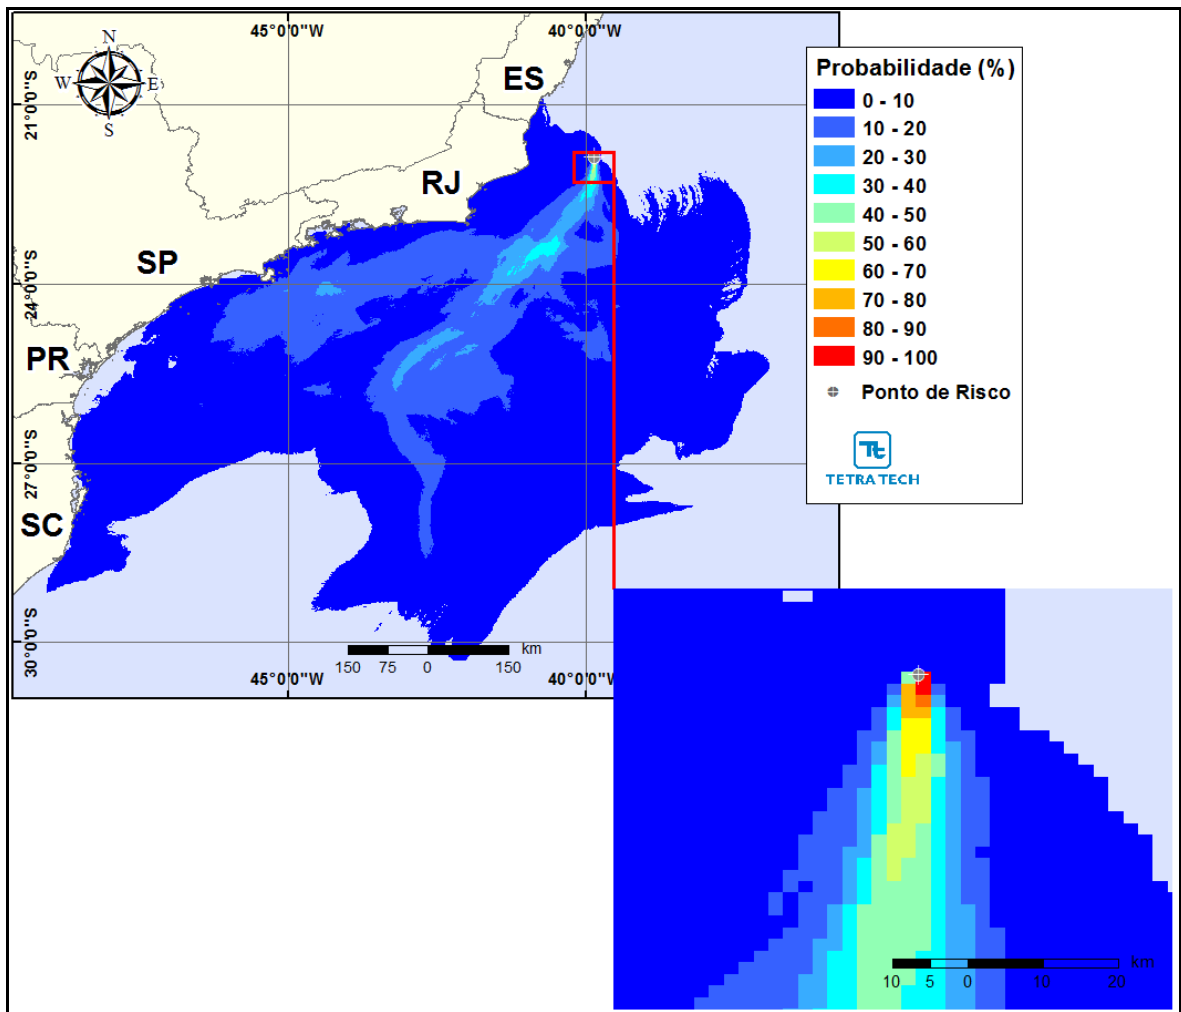 45°0'0"W
40°0'0"W
N
W
E
S
ES
21°0'0"S
RJ
SP
24°0'0"S
PR
27°0'0"S
SC
30°0'0"S
km
150 75 0 150
45°0'0"W
40°0'0"W
Probabilidade (%)
0 - 10
10 - 20
20 - 30
30 - 40
40 - 50
50 - 60
60 - 70
70 - 80
80 - 90
90 - 100
Ponto de Risco
Tt
TETRA TECH
km
10 5 0 10 20